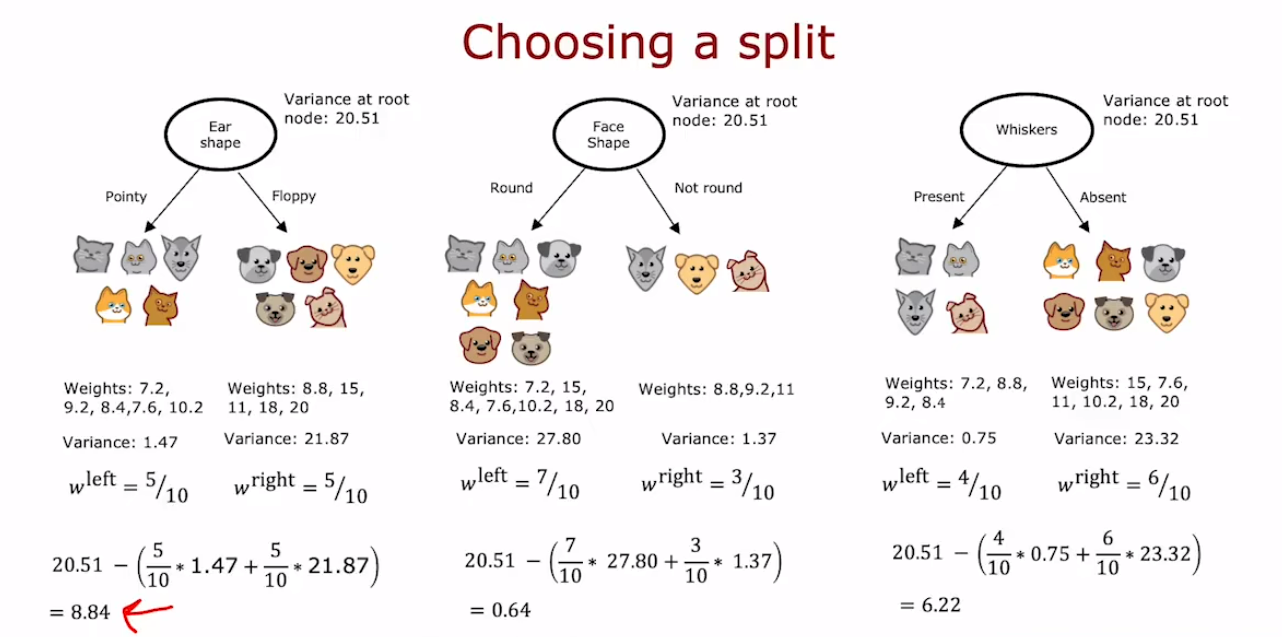 Choosing a split
Ear
shape
Variance at root
node: 20.51
Pointy
Floppy
Weights: 7.2,
9.2, 8.4,7.6, 10.2
Weights: 8.8, 15,
11, 18, 20
Variance: 1.47
Variance: 21.87
w^left = 5/10
w^right = 5/10
20.51 − (5/10 * 1.47 + 5/10 * 21.87)
= 8.84
Face
Shape
Variance at root
node: 20.51
Round
Not round
Weights: 7.2, 15,
8.4, 7.6,10.2, 18, 20
Weights: 8.8,9.2,11
Variance: 27.80
Variance: 1.37
w^left = 7/10
w^right = 3/10
20.51 − (7/10 * 27.80 + 3/10 * 1.37)
= 0.64
Whiskers
Variance at root
node: 20.51
Present
Absent
Weights: 7.2, 8.8,
9.2, 8.4
Weights: 15, 7.6,
11, 10.2, 18, 20
Variance: 0.75
Variance: 23.32
w^left = 4/10
w^right = 6/10
20.51 − (4/10 * 0.75 + 6/10 * 23.32)
= 6.22